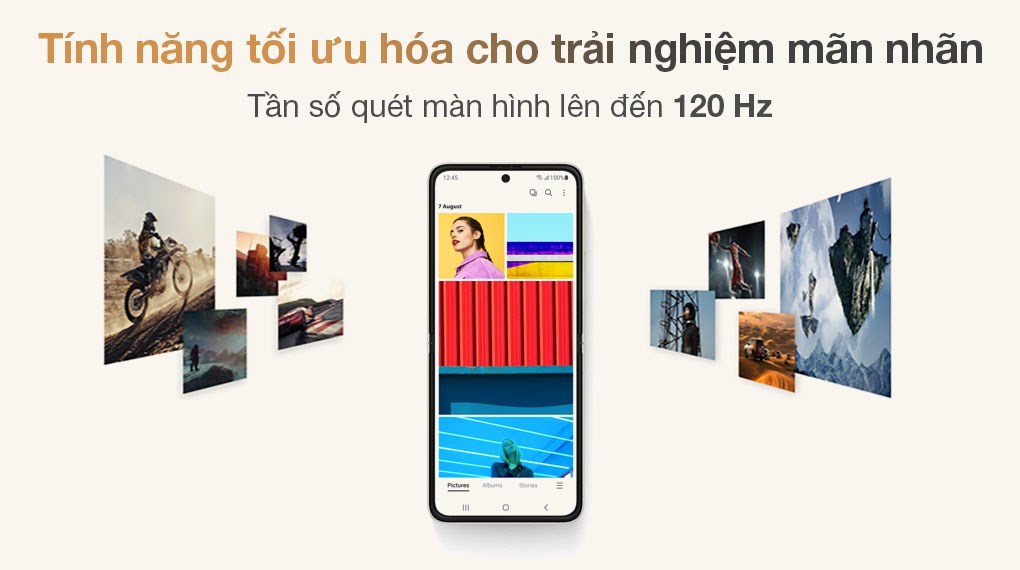 Tính năng tối ưu hóa cho trải nghiệm mãn nhãn
Tần số quét màn hình lên đến 120 Hz
12:45
100%
7 August
Pictures Albums Stories